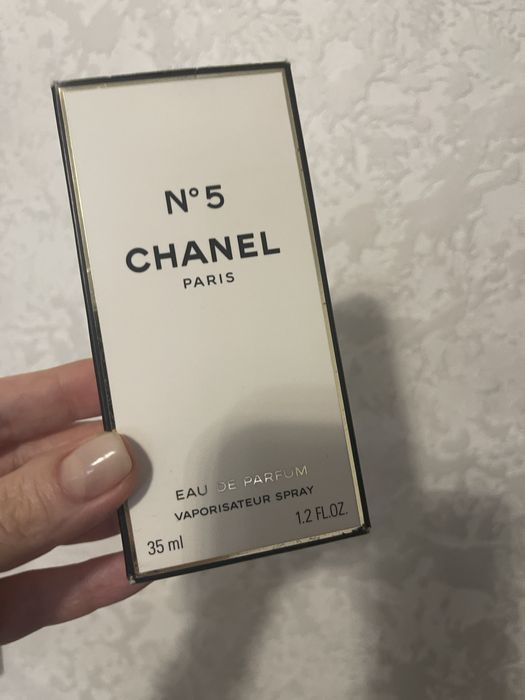 N°5
CHANEL
PARIS
EAU DE PARFUM
VAPORISATEUR SPRAY
35 ml 1.2 FL.OZ.